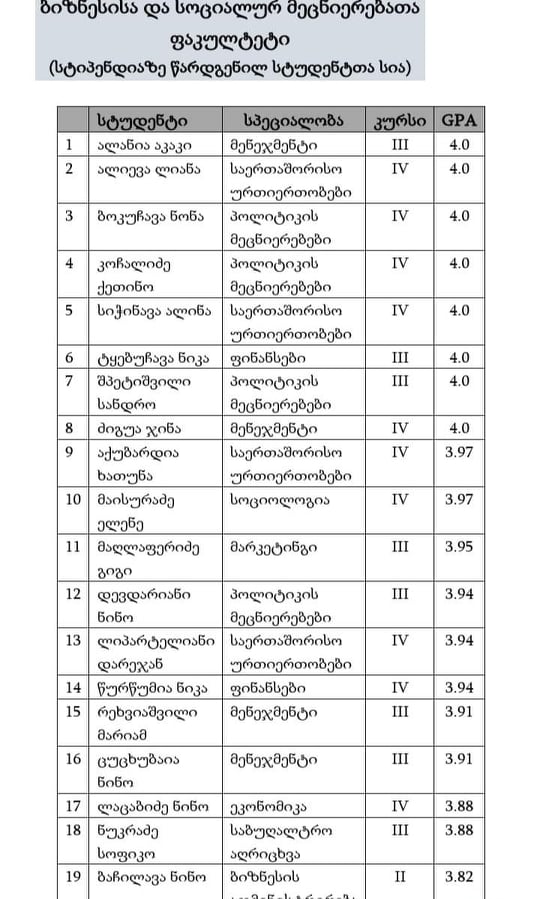 ბიზნესისა და სოციალურ მეცნიერებათა
ფაკულტეტი
(სტიპენდიაზე წარდგენილ სტუდენტთა სია)
სტუდენტი სპეციალობა კურსი GPA
1 ალანია აკაკი მენეჯმენტი III 4.0
2 ალიევა ლიანა საერთაშორისო IV 4.0
ურთიერთობები
3 ბოკუჩავა ნონა პოლიტიკის IV 4.0
მეცნიერებები
4 კოჩალიძე პოლიტიკის IV 4.0
ქეთინო მეცნიერებები
5 სიჭინავა ალინა საერთაშორისო IV 4.0
ურთიერთობები
6 ტყებუჩავა ნიკა ფინანსები III 4.0
7 შპეტიშვილი პოლიტიკის III 4.0
სანდრო მეცნიერებები
8 ძიგუა ჯინა მენეჯმენტი IV 4.0
9 აქუბარდია საერთაშორისო IV 3.97
ხათუნა ურთიერთობები
10 მაისურაძე სოციოლოგია IV 3.97
ელენე
11 მაღლაფერიძე მარკეტინგი III 3.95
გიგი
12 დევდარიანი პოლიტიკის III 3.94
ნინო მეცნიერებები
13 ლიპარტელიანი საერთაშორისო IV 3.94
დარეჯან ურთიერთობები
14 წურწუმია ნიკა ფინანსები IV 3.94
15 რეხვიაშვილი მენეჯმენტი III 3.91
მარიამ
16 ცუცხუბაია მენეჯმენტი III 3.91
ნინო
17 ლაცაბიძე ნინო ეკონომიკა IV 3.88
18 ნუკრაძე საბუღალტრო III 3.88
სოფიკო აღრიცხვა
19 ბაჩილავა ნინო ბიზნესის II 3.82